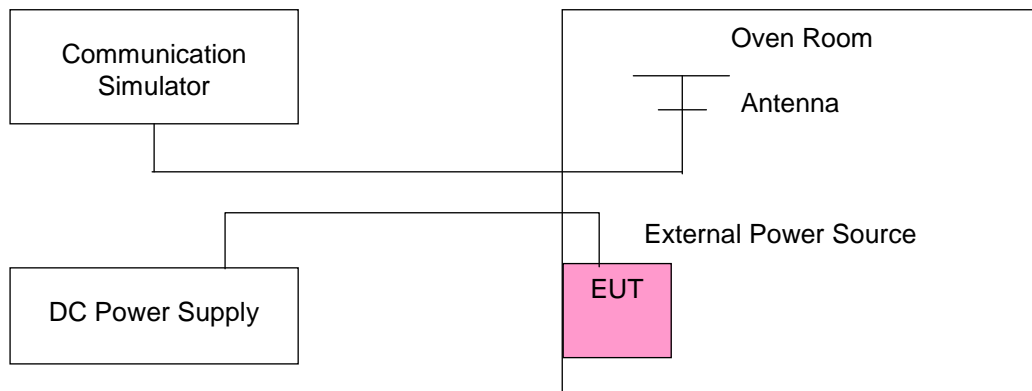 Communication
Simulator
Oven Room
Antenna
External Power Source
DC Power Supply
EUT